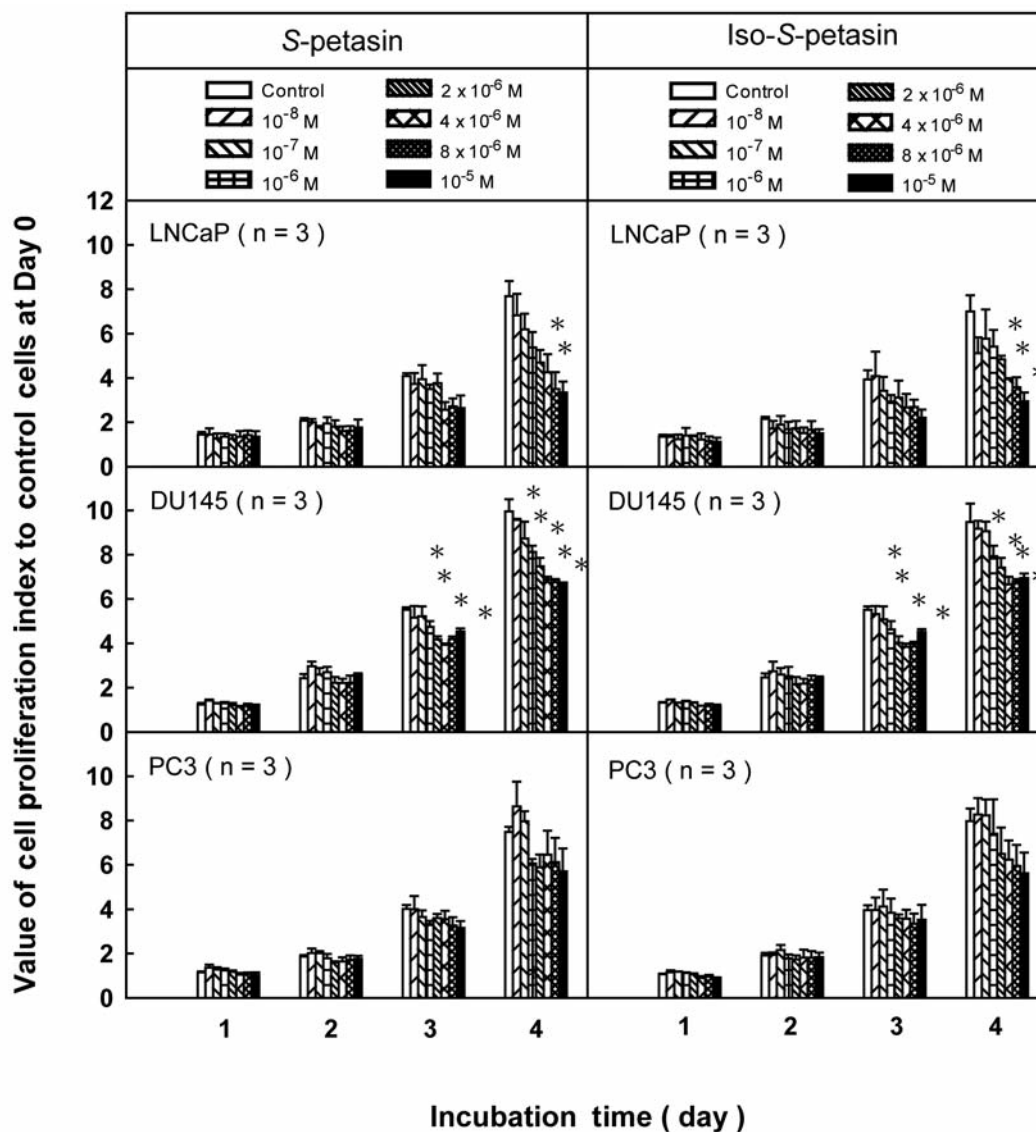 S-petasin
Iso-S-petasin
Control
10⁻⁸ M
10⁻⁷ M
10⁻⁶ M
2 x 10⁻⁶ M
4 x 10⁻⁶ M
8 x 10⁻⁶ M
10⁻⁵ M
Control
10⁻⁸ M
10⁻⁷ M
10⁻⁶ M
2 x 10⁻⁶ M
4 x 10⁻⁶ M
8 x 10⁻⁶ M
10⁻⁵ M
Value of cell proliferation index to control cells at Day 0
12
10
8
6
4
2
0
LNCaP ( n = 3 )
* *
LNCaP ( n = 3 )
* * *
10
8
6
4
2
0
DU145 ( n = 3 )
* * * * * * * * *
DU145 ( n = 3 )
* * * * * * * *
10
8
6
4
2
0
PC3 ( n = 3 )
PC3 ( n = 3 )
1 2 3 4
1 2 3 4
Incubation time ( day )